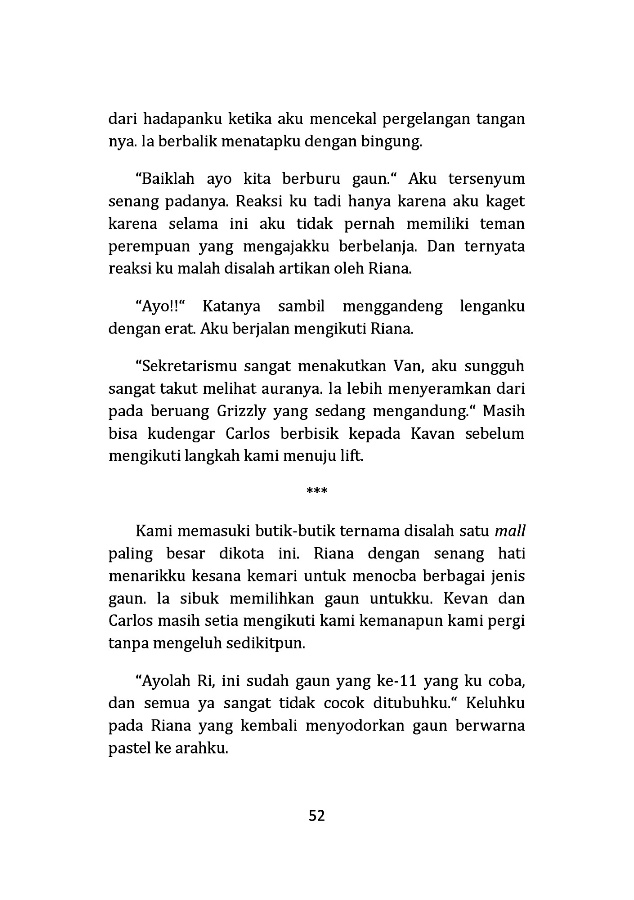 dari hadapanku ketika aku mencekal pergelangan tangan
nya. Ia berbalik menatapku dengan bingung.
“Baiklah ayo kita berburu gaun.“ Aku tersenyum
senang padanya. Reaksi ku tadi hanya karena aku kaget
karena selama ini aku tidak pernah memiliki teman
perempuan yang mengajakku berbelanja. Dan ternyata
reaksi ku malah disalah artikan oleh Riana.
“Ayo!!“ Katanya sambil menggandeng lenganku
dengan erat. Aku berjalan mengikuti Riana.
“Sekretarismu sangat menakutkan Van, aku sungguh
sangat takut melihat auranya. Ia lebih menyeramkan dari
pada beruang Grizzly yang sedang mengandung.“ Masih
bisa kudengar Carlos berbisik kepada Kavan sebelum
mengikuti langkah kami menuju lift.
***
Kami memasuki butik-butik ternama disalah satu mall
paling besar dikota ini. Riana dengan senang hati
menarikku kesana kemari untuk menocba berbagai jenis
gaun. Ia sibuk memilihkan gaun untukku. Kevan dan
Carlos masih setia mengikuti kami kemanapun kami pergi
tanpa mengeluh sedikitpun.
“Ayolah Ri, ini sudah gaun yang ke-11 yang ku coba,
dan semua ya sangat tidak cocok ditubuhku.“ Keluhku
pada Riana yang kembali menyodorkan gaun berwarna
pastel ke arahku.
52